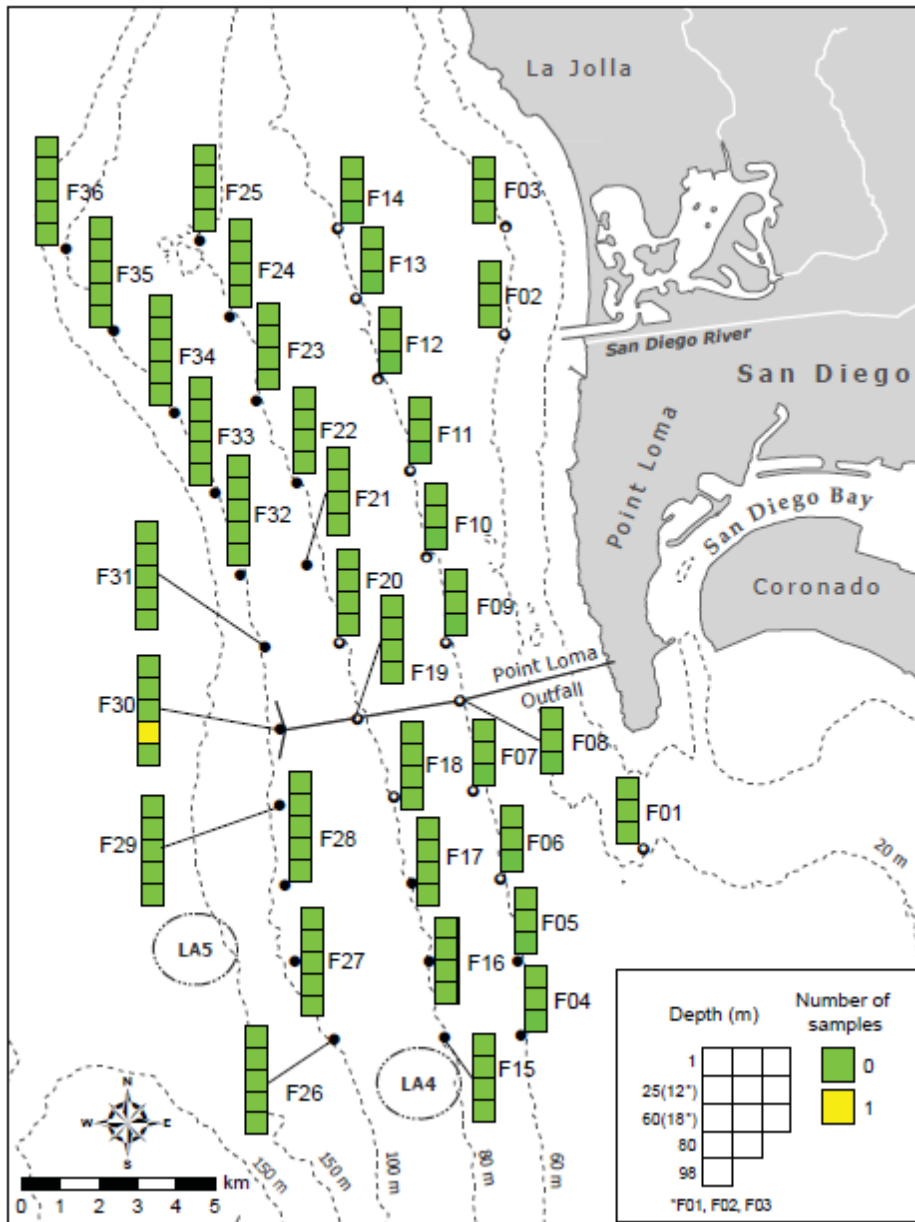 La Jolla
F36
F25
F14
F03
F35
F24
F13
F02
F34
F23
F12
San Diego River
San Diego
F33
F22
F11
Point Loma
F32
F21
F10
San Diego Bay
F31
F20
F09
Coronado
F19
Point Loma
Outfall
F30
F18
F07
F08
F29
F28
F17
F06
F01
20 m
LA5
F27
F16
F05
F04
F26
LA4
F15
N
W E
S
0 1 2 3 4 5 km
150 m
150 m
100 m
80 m
60 m
Depth (m)
Number of
samples
1
25(12*)
60(18*)
80
98
0
1
*F01, F02, F03